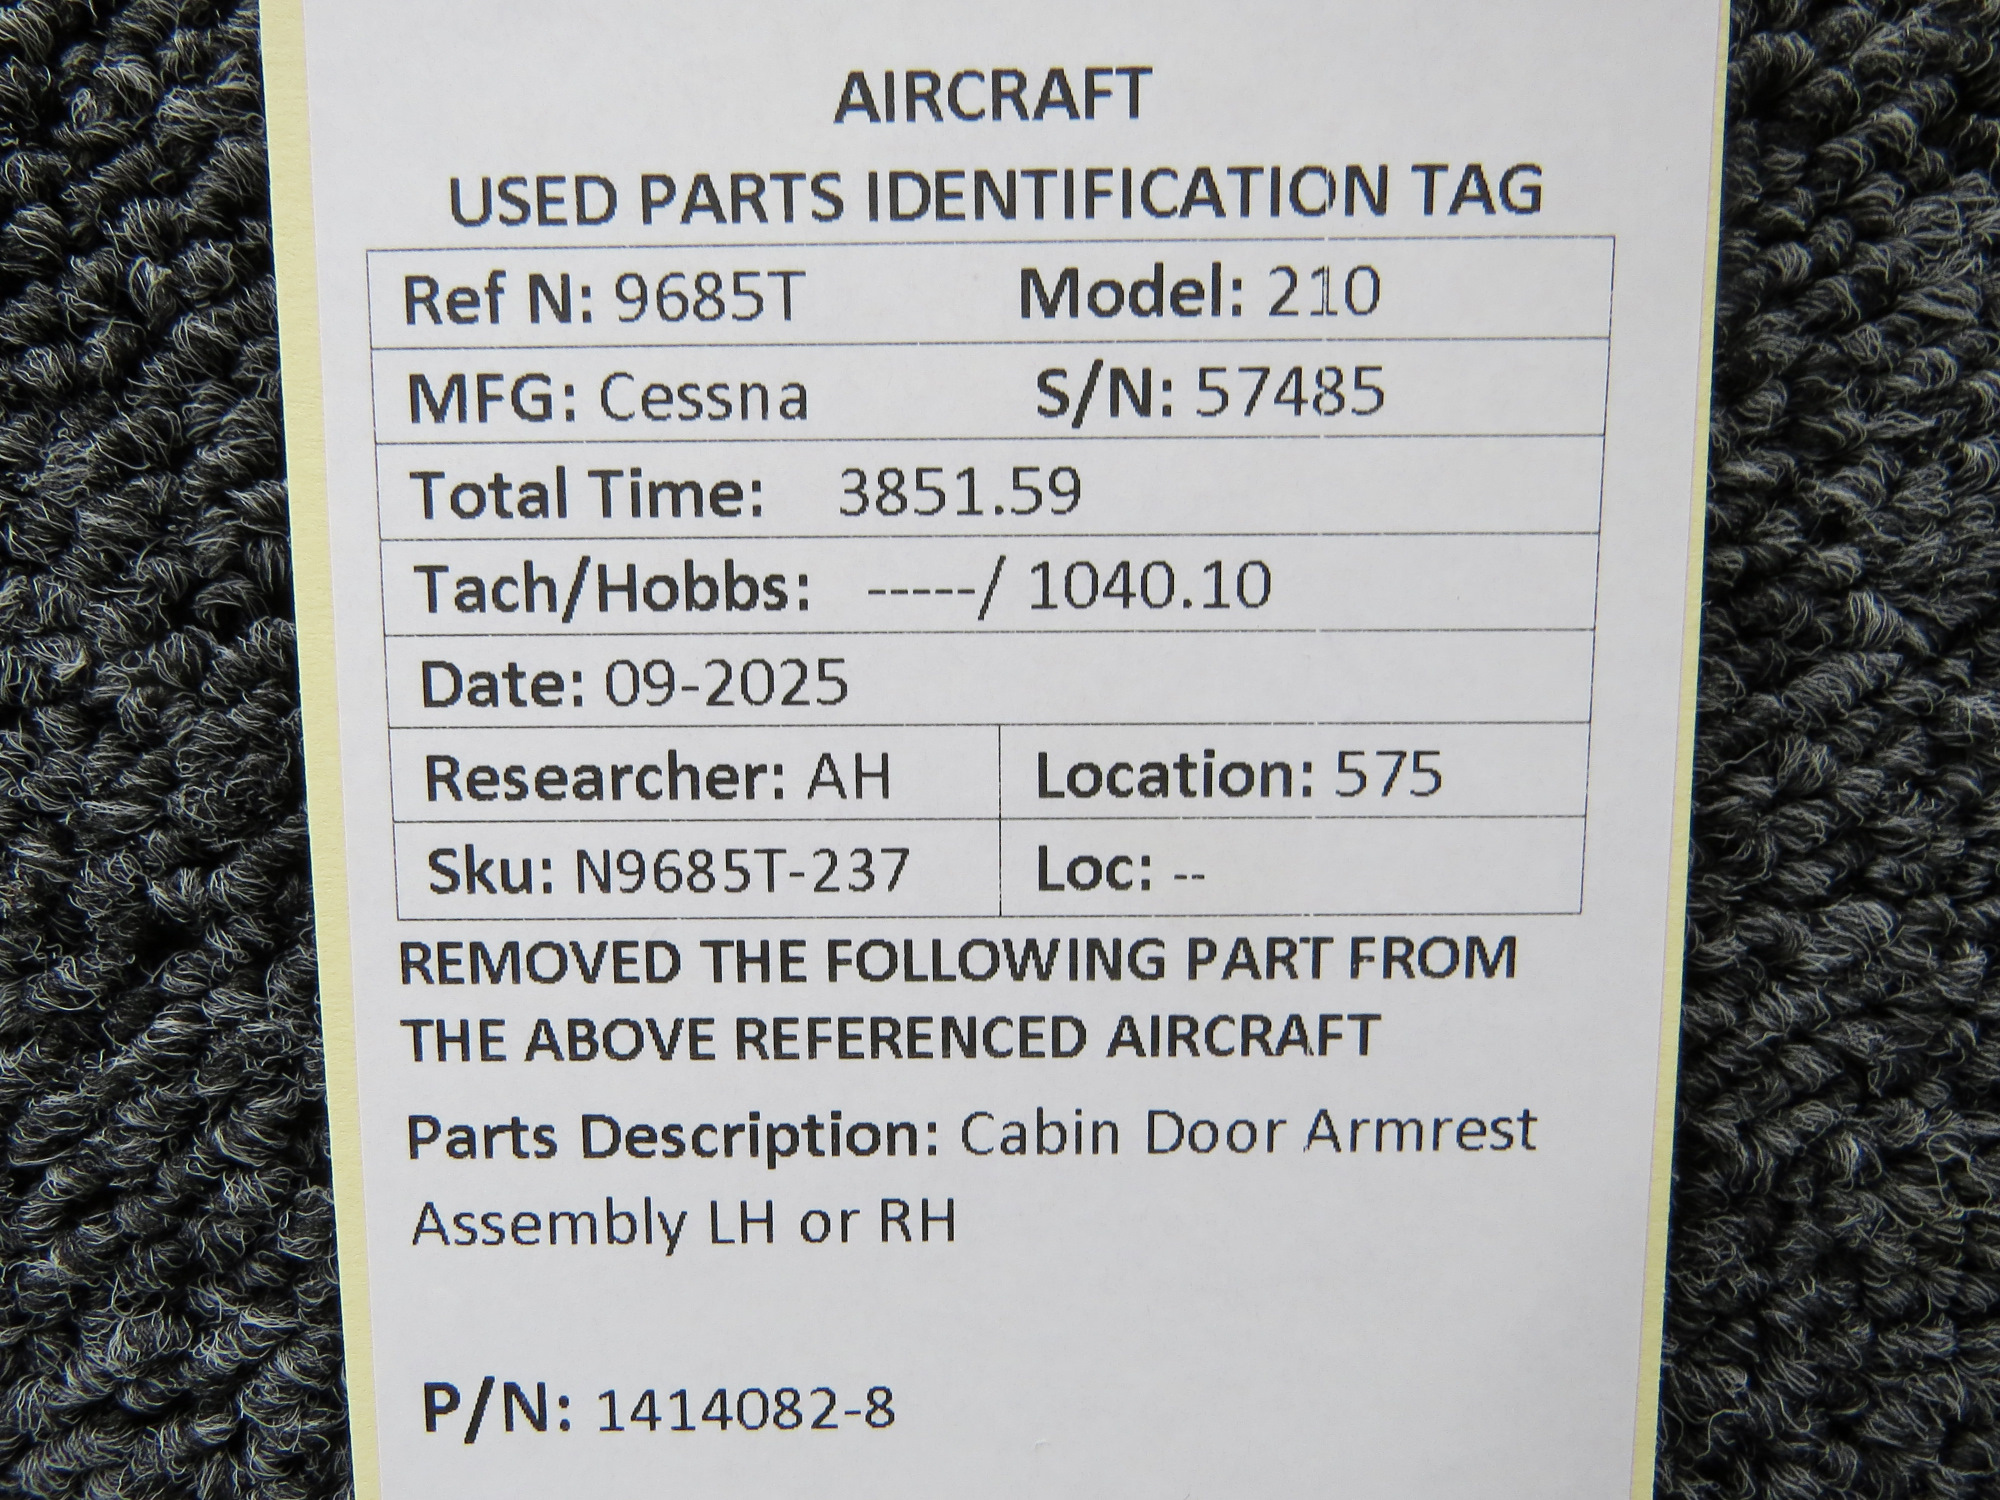 AIRCRAFT
USED PARTS IDENTIFICATION TAG
Ref N: 9685T Model: 210
MFG: Cessna S/N: 57485
Total Time: 3851.59
Tach/Hobbs: -----/ 1040.10
Date: 09-2025
Researcher: AH Location: 575
Sku: N9685T-237 Loc: --
REMOVED THE FOLLOWING PART FROM
THE ABOVE REFERENCED AIRCRAFT
Parts Description: Cabin Door Armrest
Assembly LH or RH
P/N: 1414082-8